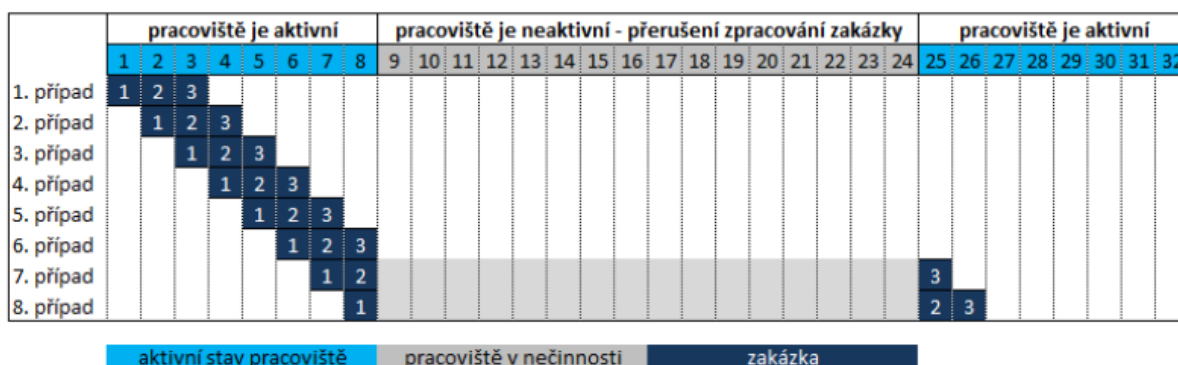 pracoviště je aktivní pracoviště je neaktivní - přerušení zpracování zakázky pracoviště je aktivní
1 2 3 4 5 6 7 8 9 10 11 12 13 14 15 16 17 18 19 20 21 22 23 24 25 26 27 28 29 30 31 32
1. případ 1 2 3
2. případ 1 2 3
3. případ 1 2 3
4. případ 1 2 3
5. případ 1 2 3
6. případ 1 2 3
7. případ 1 2 3
8. případ 1 2 3
aktivní stav pracoviště pracoviště v nečinnosti zakázka